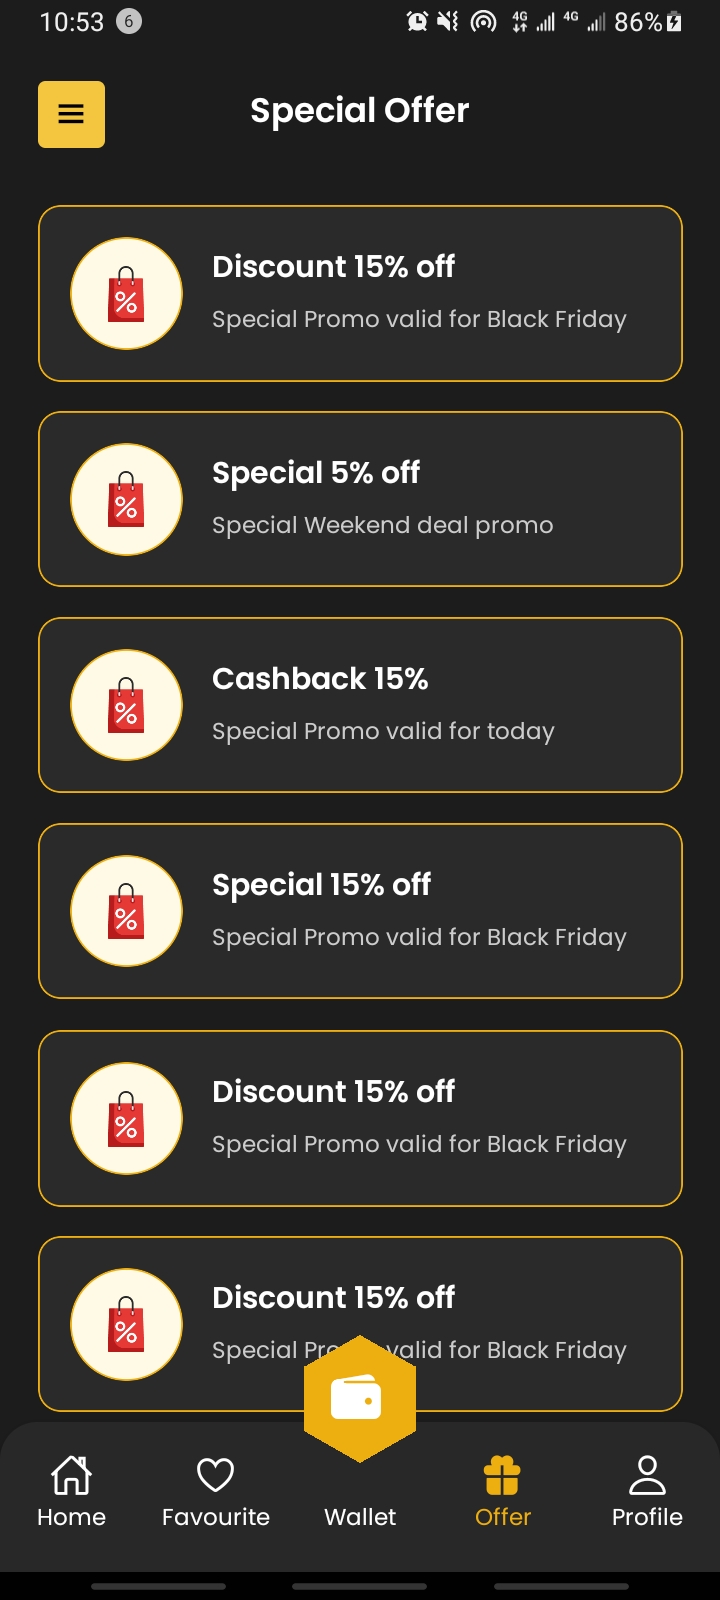 10:53 6 4G 4G 86%
Special Offer
Discount 15% off
Special Promo valid for Black Friday
Special 5% off
Special Weekend deal promo
Cashback 15%
Special Promo valid for today
Special 15% off
Special Promo valid for Black Friday
Discount 15% off
Special Promo valid for Black Friday
Discount 15% off
Special valid for Black Friday
Home Favourite Wallet Offer Profile